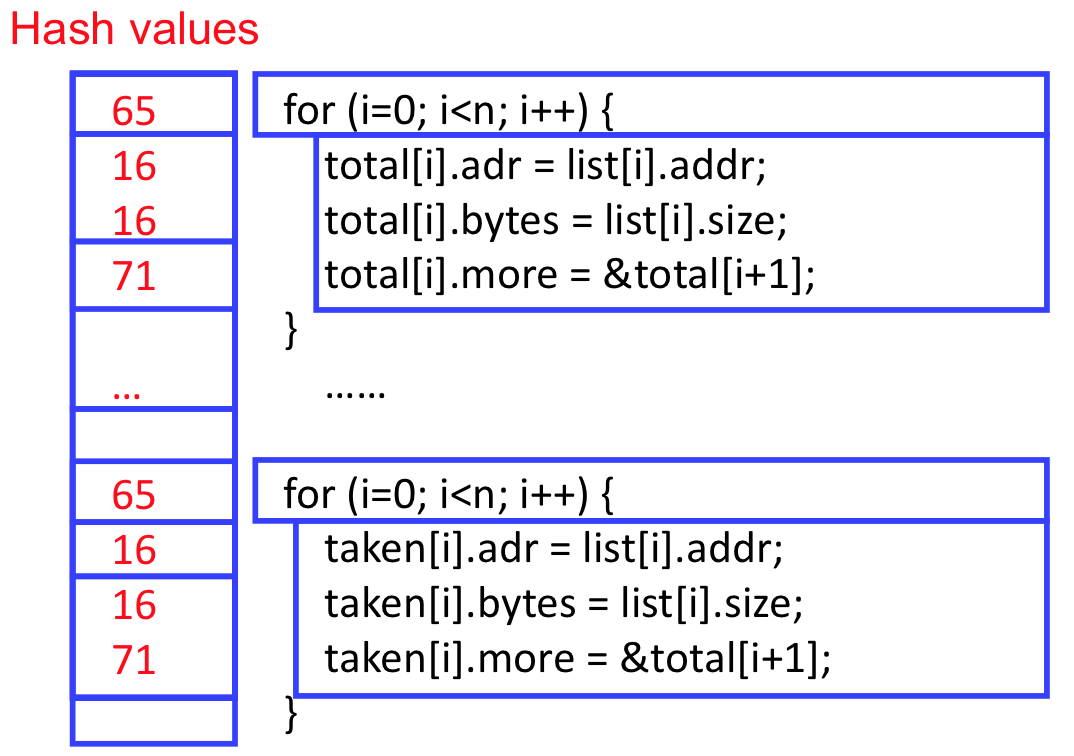 Hash values
65 for (i=0; i<n; i++) {
16 total[i].adr = list[i].addr;
16 total[i].bytes = list[i].size;
71 total[i].more = &total[i+1];
}
... ......
65 for (i=0; i<n; i++) {
16 taken[i].adr = list[i].addr;
16 taken[i].bytes = list[i].size;
71 taken[i].more = &total[i+1];
}